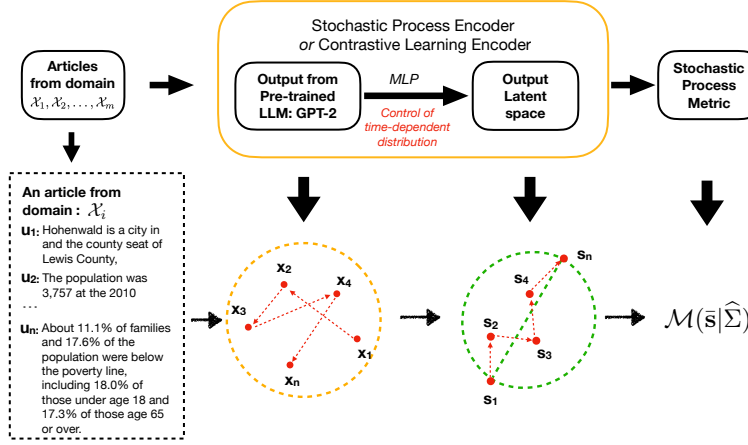 Stochastic Process Encoder
or Contrastive Learning Encoder
Articles
from domain
𝒳₁, 𝒳₂, . . . , 𝒳ₘ
Output from
Pre-trained
LLM: GPT-2
MLP
Control of
time-dependent
distribution
Output
Latent
space
Stochastic
Process
Metric
An article from
domain : 𝒳ᵢ
u₁: Hohenwald is a city in
and the county seat of
Lewis County,
u₂: The population was
3,757 at the 2010
...
uₙ: About 11.1% of families
and 17.6% of the
population were below
the poverty line,
including 18.0% of
those under age 18 and
17.3% of those age 65
or over.
x₂
x₄
x₃
x₁
xₙ
sₙ
s₄
s₂
s₃
s₁
ℳ(s̄|Σ̂)